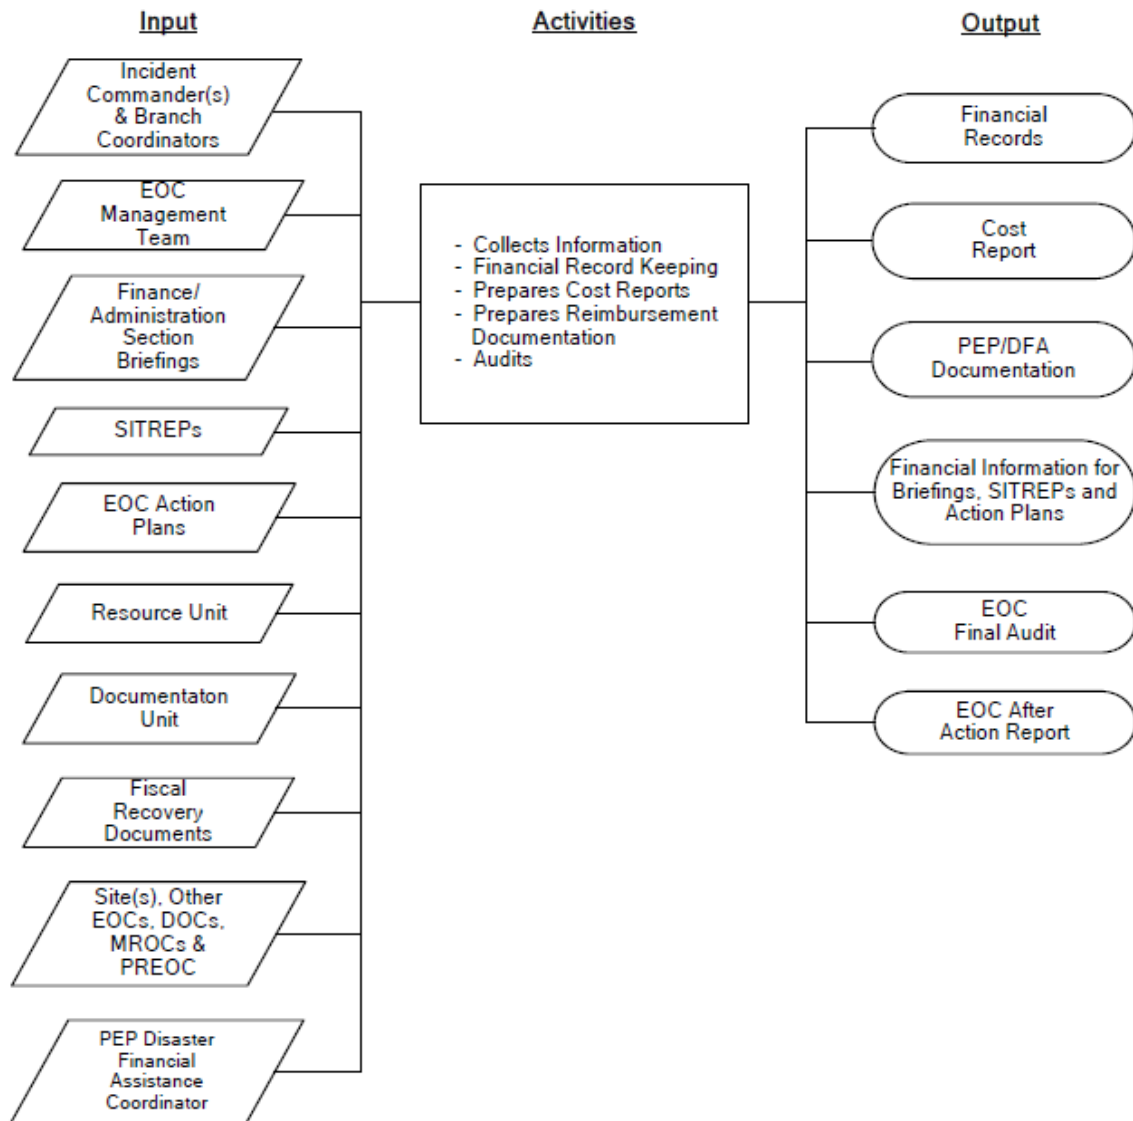 Input
Incident
Commander(s)
& Branch
Coordinators
EOC
Management
Team
Finance/
Administration
Section
Briefings
SITREPs
EOC Action
Plans
Resource Unit
Documentaton
Unit
Fiscal
Recovery
Documents
Site(s), Other
EOCs, DOCs,
MROCs &
PREOC
PEP Disaster
Financial
Assistance
Coordinator
Activities
- Collects Information
- Financial Record Keeping
- Prepares Cost Reports
- Prepares Reimbursement
Documentation
- Audits
Output
Financial
Records
Cost
Report
PEP/DFA
Documentation
Financial Information for
Briefings, SITREPs and
Action Plans
EOC
Final Audit
EOC After
Action Report